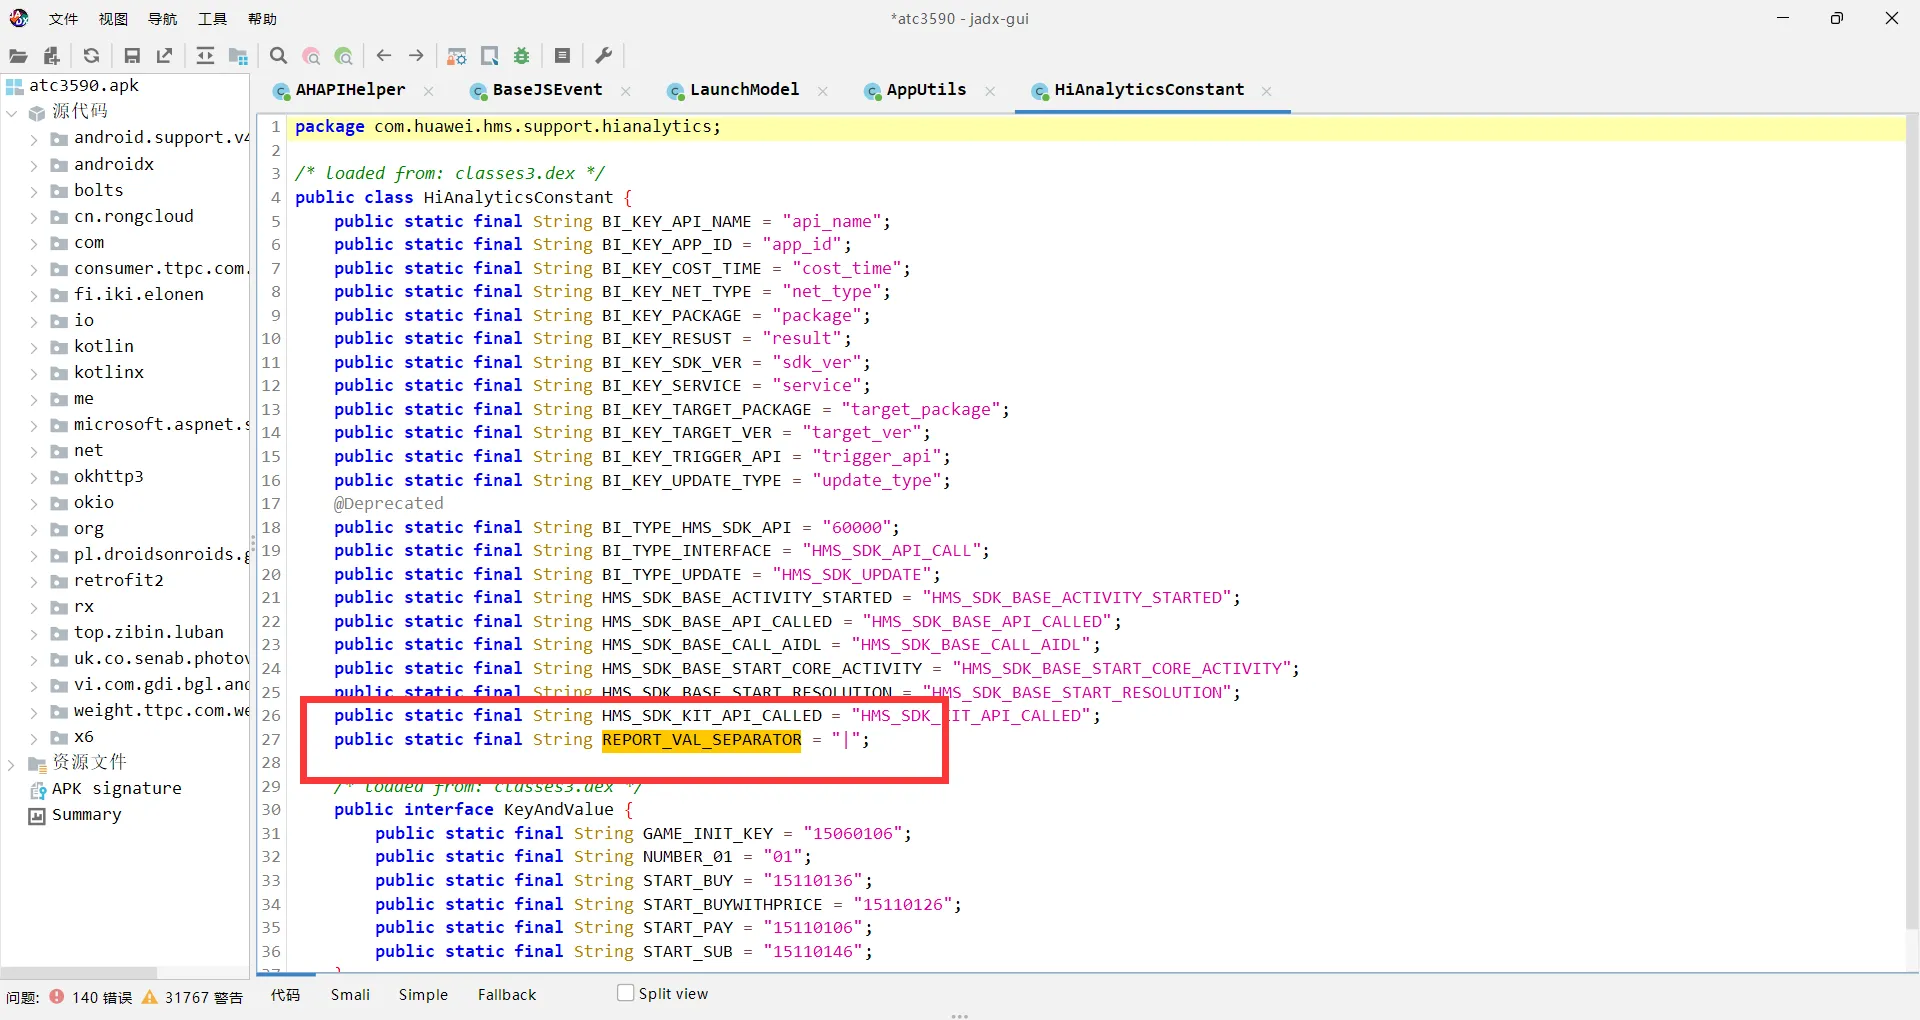 文件 视图 导航 工具 帮助
*atc3590 - jadx-gui
atc3590.apk
源代码
android.support.v4
androidx
bolts
cn.rongcloud
com
consumer.ttpc.com.
fi.iki.elonen
io
kotlin
kotlinx
me
microsoft.aspnet.s
net
okhttp3
okio
org
pl.droidsonroids.g
retrofit2
rx
top.zibin.luban
uk.co.senab.photov
vi.com.gdi.bgl.and
weight.ttpc.com.we
x6
资源文件
APK signature
Summary
AHAPIHelper BaseJSEvent LaunchModel AppUtils HiAnalyticsConstant
1 package com.huawei.hms.support.hianalytics;
2
3 /* loaded from: classes3.dex */
4 public class HiAnalyticsConstant {
5 public static final String BI_KEY_API_NAME = "api_name";
6 public static final String BI_KEY_APP_ID = "app_id";
7 public static final String BI_KEY_COST_TIME = "cost_time";
8 public static final String BI_KEY_NET_TYPE = "net_type";
9 public static final String BI_KEY_PACKAGE = "package";
10 public static final String BI_KEY_RESUST = "result";
11 public static final String BI_KEY_SDK_VER = "sdk_ver";
12 public static final String BI_KEY_SERVICE = "service";
13 public static final String BI_KEY_TARGET_PACKAGE = "target_package";
14 public static final String BI_KEY_TARGET_VER = "target_ver";
15 public static final String BI_KEY_TRIGGER_API = "trigger_api";
16 public static final String BI_KEY_UPDATE_TYPE = "update_type";
17 @Deprecated
18 public static final String BI_TYPE_HMS_SDK_API = "60000";
19 public static final String BI_TYPE_INTERFACE = "HMS_SDK_API_CALL";
20 public static final String BI_TYPE_UPDATE = "HMS_SDK_UPDATE";
21 public static final String HMS_SDK_BASE_ACTIVITY_STARTED = "HMS_SDK_BASE_ACTIVITY_STARTED";
22 public static final String HMS_SDK_BASE_API_CALLED = "HMS_SDK_BASE_API_CALLED";
23 public static final String HMS_SDK_BASE_CALL_AIDL = "HMS_SDK_BASE_CALL_AIDL";
24 public static final String HMS_SDK_BASE_START_CORE_ACTIVITY = "HMS_SDK_BASE_START_CORE_ACTIVITY";
25 public static final String HMS_SDK_BASE_START_RESOLUTION = "HMS_SDK_BASE_START_RESOLUTION";
26 public static final String HMS_SDK_KIT_API_CALLED = "HMS_SDK_KIT_API_CALLED";
27 public static final String REPORT_VAL_SEPARATOR = "|";
28
29 /* loaded from: classes3.dex */
30 public interface KeyAndValue {
31 public static final String GAME_INIT_KEY = "15060106";
32 public static final String NUMBER_01 = "01";
33 public static final String START_BUY = "15110136";
34 public static final String START_BUYWITHPRICE = "15110126";
35 public static final String START_PAY = "15110106";
36 public static final String START_SUB = "15110146";
37 }
问题: 140 错误 31767 警告
代码 Smali Simple Fallback Split view